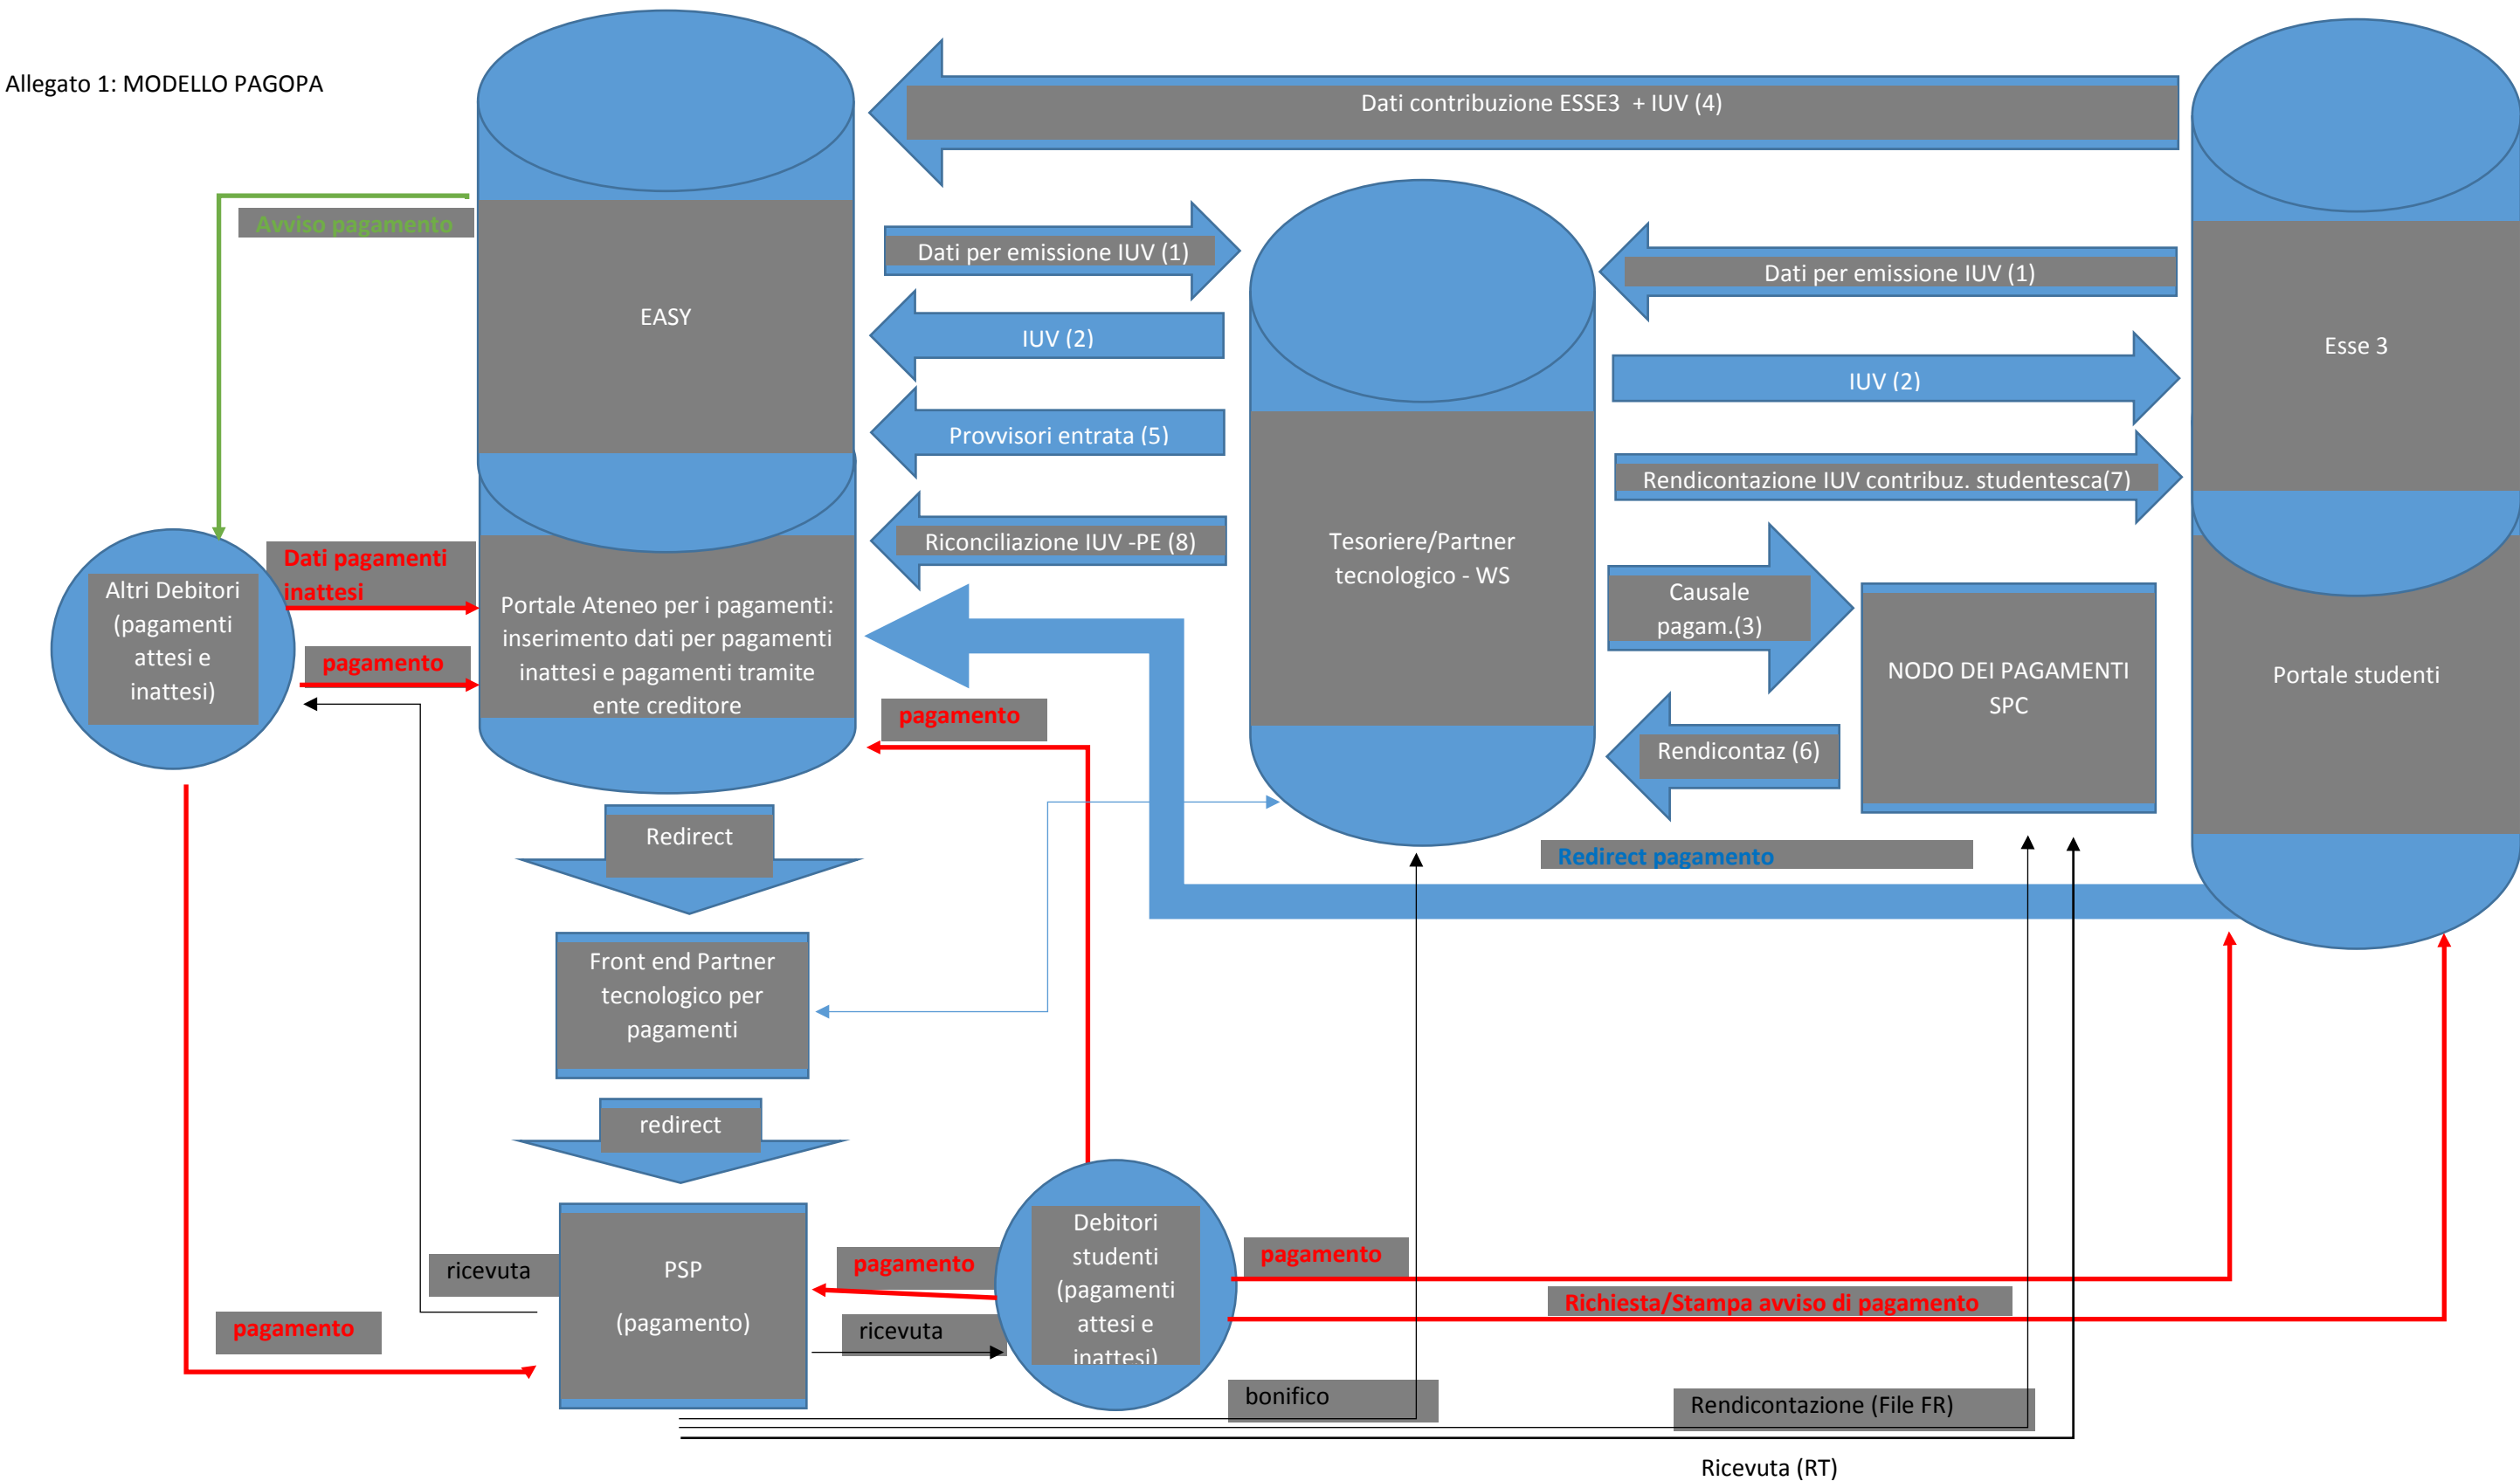 Allegato 1: MODELLO PAGOPA
Dati contribuzione ESSE3 + IUV (4)
Avviso pagamento
EASY
Dati per emissione IUV (1)
IUV (2)
Provvisori entrata (5)
Riconciliazione IUV -PE (8)
Dati per emissione IUV (1)
IUV (2)
Rendicontazione IUV contribuz. studentesca(7)
Esse 3
Tesoriere/Partner
tecnologico - WS
Causale
pagam.(3)
Rendicontaz (6)
NODO DEI PAGAMENTI
SPC
Portale studenti
Altri Debitori
(pagamenti
attesi e
inattesi)
Dati pagamenti
inattesi
pagamento
Portale Ateneo per i pagamenti:
inserimento dati per pagamenti
inattesi e pagamenti tramite
ente creditore
pagamento
Redirect
Redirect pagamento
Front end Partner
tecnologico per
pagamenti
redirect
PSP
(pagamento)
ricevuta
pagamento
pagamento
ricevuta
Debitori
studenti
(pagamenti
attesi e
inattesi)
pagamento
Richiesta/Stampa avviso di pagamento
bonifico
Rendicontazione (File FR)
Ricevuta (RT)